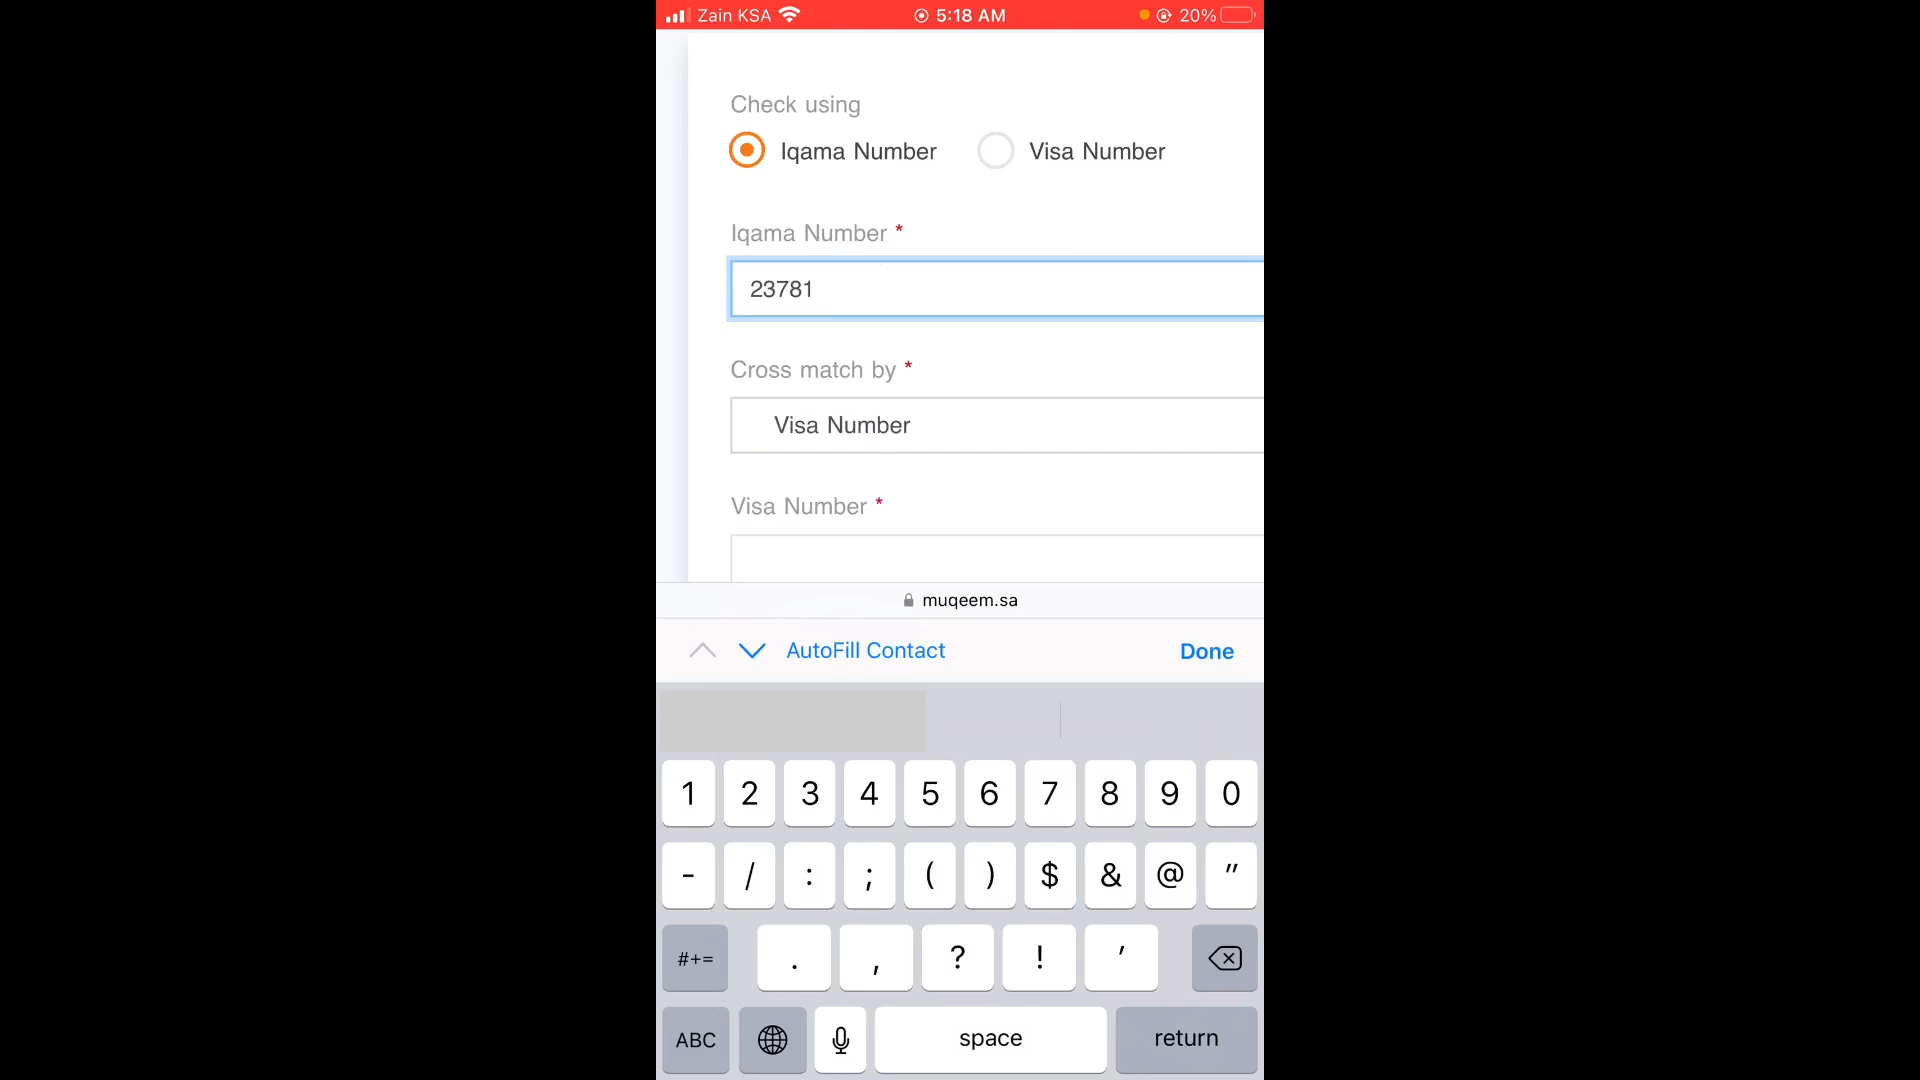 Zain KSA 5:18 AM 20%
Check using
Iqama Number Visa Number
Iqama Number *
23781
Cross match by *
Visa Number
Visa Number *
muqeem.sa
AutoFill Contact Done
1 2 3 4 5 6 7 8 9 0
- / : ; ( ) $ & @ "
#+= . , ? ! '
ABC space return